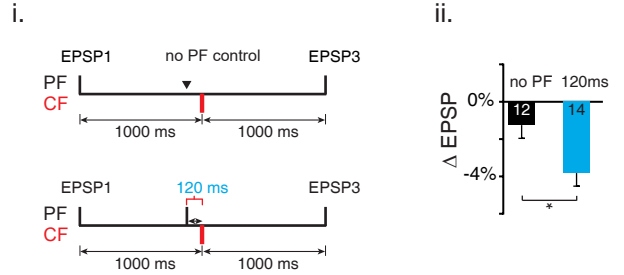 i.
EPSP1 no PF control EPSP3
PF
CF
1000 ms 1000 ms
EPSP1 120 ms EPSP3
PF
CF
1000 ms 1000 ms
ii.
no PF 120ms
0% 12 14
Δ EPSP
-4%
*